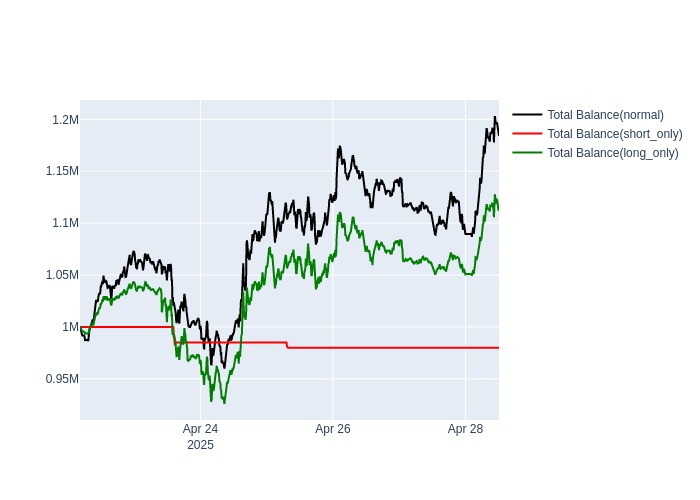 1.2M
1.15M
1.1M
1.05M
1M
0.95M
Apr 24
2025
Apr 26
Apr 28
Total Balance(normal)
Total Balance(short_only)
Total Balance(long_only)